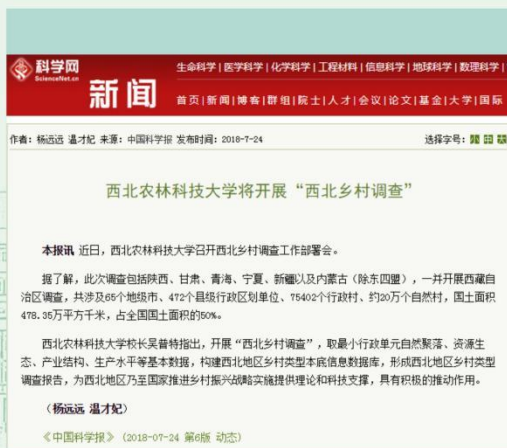 科学网
ScienceNet.cn
新闻
生命科学|医学科学|化学科学|工程材料|信息科学|地球科学|数理科学|
首页|新闻|博客|群组|院士|人才|会议|论文|基金|大学|国际
作者：杨远远 温才妃 来源：中国科学报 发布时间：2018-7-24
选择字号：小 中 大
西北农林科技大学将开展“西北乡村调查”
本报讯 近日，西北农林科技大学召开西北乡村调查工作部署会。
据了解，此次调查包括陕西、甘肃、青海、宁夏、新疆以及内蒙古（除东四盟），一并开展西藏自
治区调查，共涉及65个地级市、472个县级行政区划单位、75402个行政村、约20万个自然村，国土面积
478.35万平方千米，占全国国土面积的50%。
西北农林科技大学校长吴普特指出，开展“西北乡村调查”，取最小行政单元自然聚落、资源生
态、产业结构、生产水平等基本数据，构建西北地区乡村类型本底信息数据库，形成西北地区乡村类型
调查报告，为西北地区乃至国家推进乡村振兴战略实施提供理论和科技支撑，具有积极的推动作用。
（杨远远 温才妃）
《中国科学报》 (2018-07-24 第6版 动态)